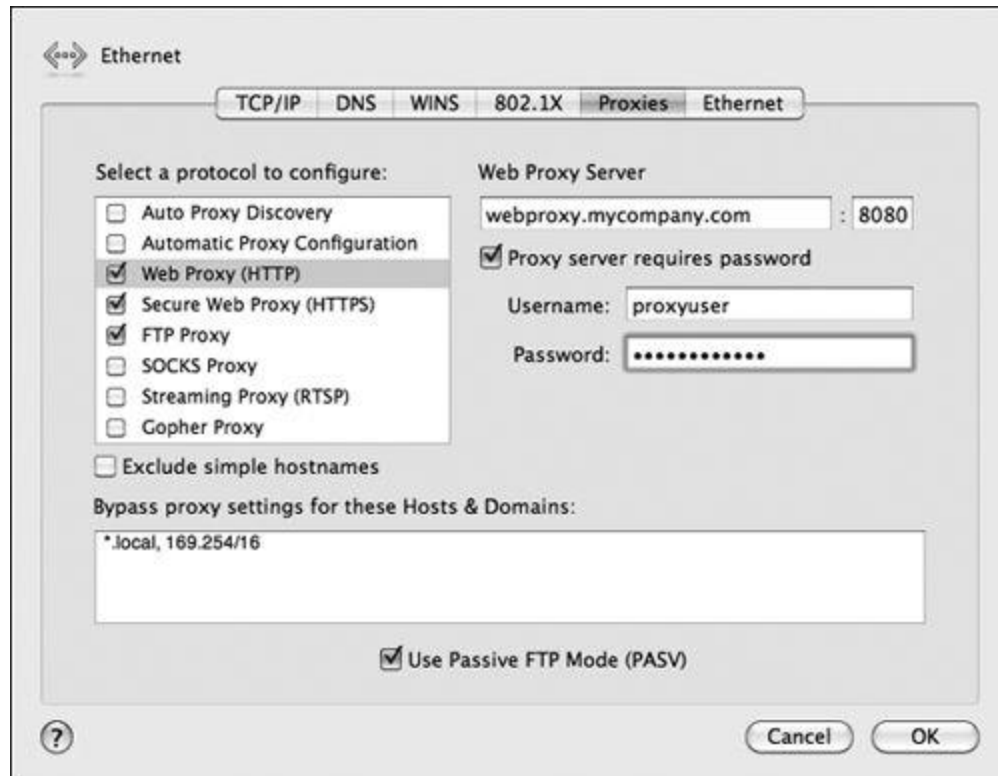 Ethernet
TCP/IP DNS WINS 802.1X Proxies Ethernet
Select a protocol to configure:
Auto Proxy Discovery
Automatic Proxy Configuration
Web Proxy (HTTP)
Secure Web Proxy (HTTPS)
FTP Proxy
SOCKS Proxy
Streaming Proxy (RTSP)
Gopher Proxy
Exclude simple hostnames
Web Proxy Server
webproxy.mycompany.com : 8080
Proxy server requires password
Username: proxyuser
Password: ••••••••••••
Bypass proxy settings for these Hosts & Domains:
*.local, 169.254/16
Use Passive FTP Mode (PASV)
? Cancel OK